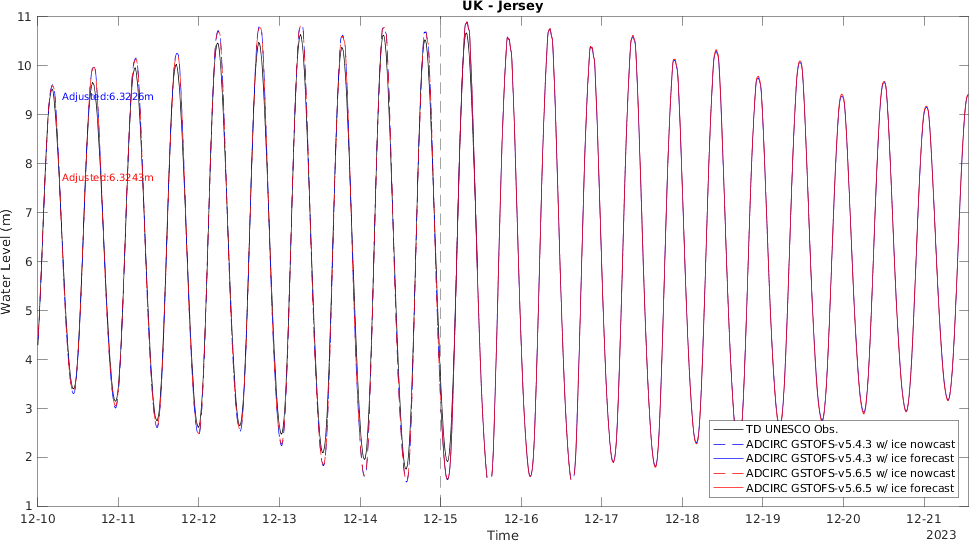 UK - Jersey
11
10
9
8
7
6
5
4
3
2
1
Water Level (m)
Adjusted:6.3226m
Adjusted:6.3243m
TD UNESCO Obs.
ADCIRC GSTOFS-v5.4.3 w/ ice nowcast
ADCIRC GSTOFS-v5.4.3 w/ ice forecast
ADCIRC GSTOFS-v5.6.5 w/ ice nowcast
ADCIRC GSTOFS-v5.6.5 w/ ice forecast
12-10 12-11 12-12 12-13 12-14 12-15 12-16 12-17 12-18 12-19 12-20 12-21
Time
2023